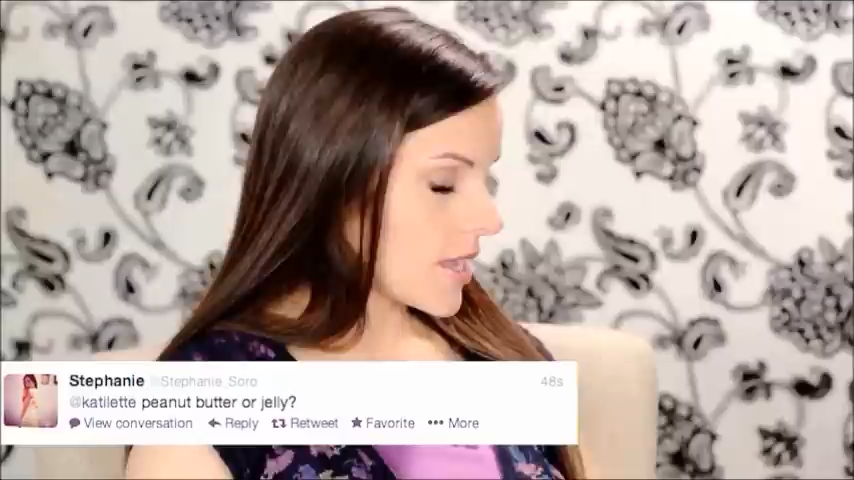 Stephanie @Stephanie_Soro 48s
@katilette peanut butter or jelly?
View conversation Reply Retweet Favorite More